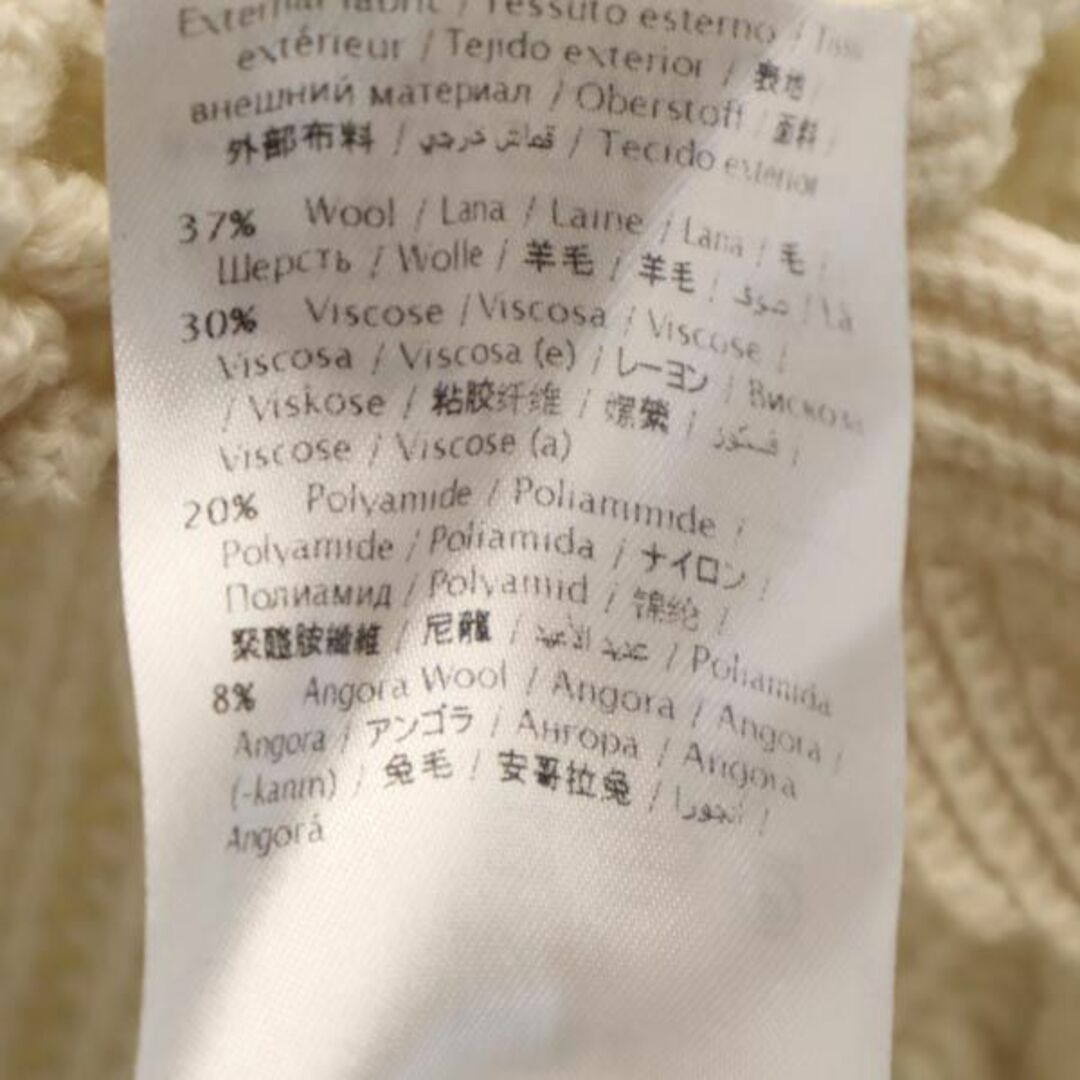 External fabric / Tessuto esterno / Tissu
extérieur / Tejido exterior / 表地 /
внешний материал / Oberstoff / 面料 /
外部布料 / قماش خرجي / Tecido exterior
37% Wool / Lana / Laine / Lana / 毛 /
Шерсть / Wolle / 羊毛 / 羊毛 / صوف / Lã
30% Viscose / Viscosa / Viscose /
Viscosa / Viscosa (e) / レーヨン / Вискоза
/ Viskose / 粘胶纤维 / 嫘縈 / /
Viscose / Viscose (a)
20% Polyamide / Poliammide /
Polyamide / Poliamida / ナイロン /
Полиамид / Polyamid / 锦纶 /
聚醯胺纖維 / 尼龍 / / Poliamida
8% Angora Wool / Angora / Angora /
Angora / アンゴラ / Ангора / Angora
(-kanin) / 兔毛 / 安哥拉兔 / انجورا /
Angorá